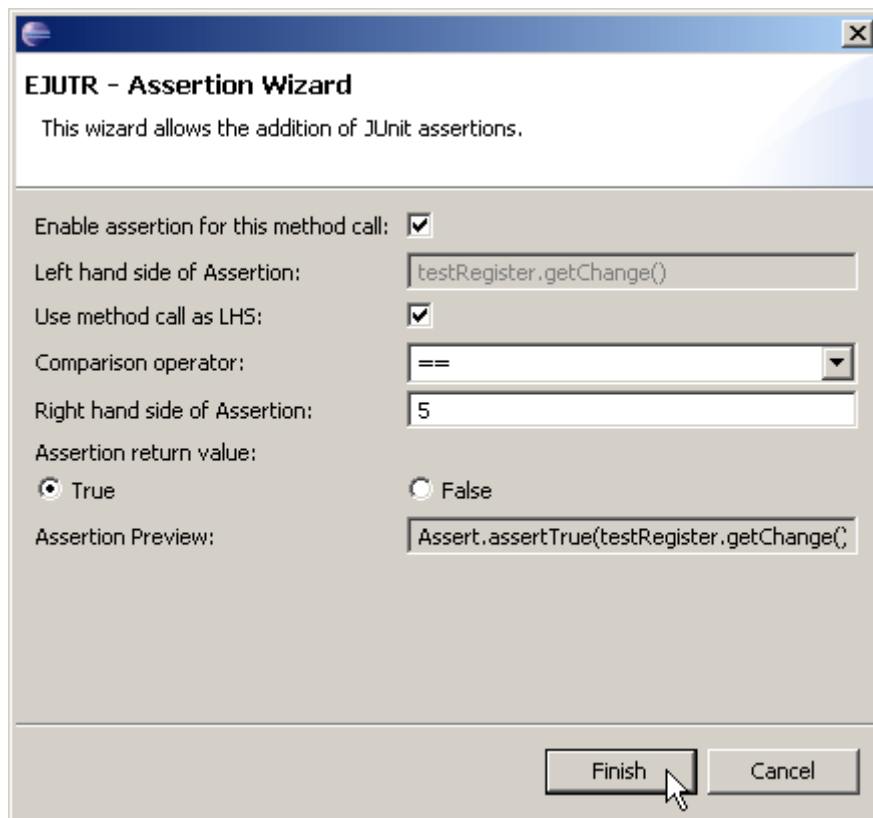 EJUTR - Assertion Wizard
This wizard allows the addition of JUnit assertions.
Enable assertion for this method call:
Left hand side of Assertion: testRegister.getChange()
Use method call as LHS:
Comparison operator: ==
Right hand side of Assertion: 5
Assertion return value:
True False
Assertion Preview: Assert.assertTrue(testRegister.getChange()
Finish Cancel